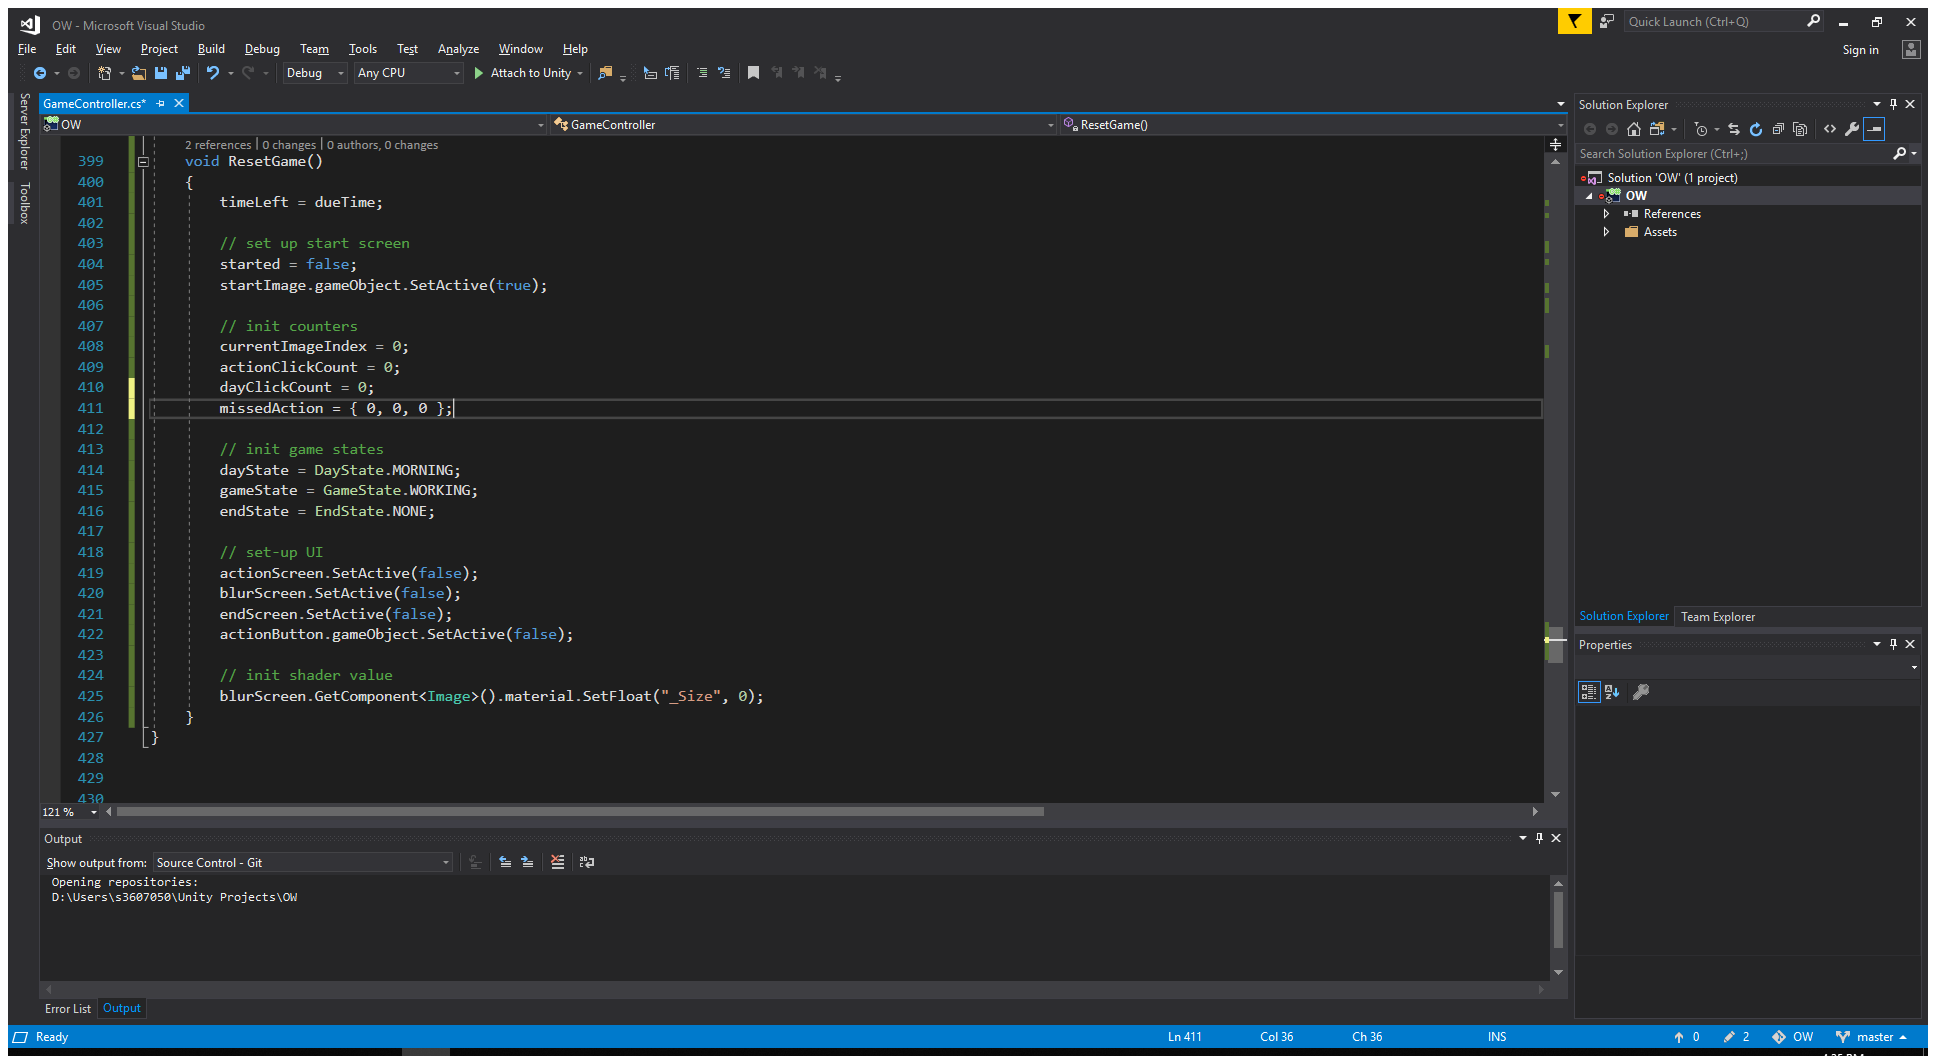 OW - Microsoft Visual Studio
Quick Launch (Ctrl+Q)
File Edit View Project Build Debug Team Tools Test Analyze Window Help
Sign in
Debug Any CPU Attach to Unity
Server Explorer
Toolbox
GameController.cs*
OW GameController ResetGame()
2 references | 0 changes | 0 authors, 0 changes
399 void ResetGame()
400 {
401 timeLeft = dueTime;
402
403 // set up start screen
404 started = false;
405 startImage.gameObject.SetActive(true);
406
407 // init counters
408 currentImageIndex = 0;
409 actionClickCount = 0;
410 dayClickCount = 0;
411 missedAction = { 0, 0, 0 };
412
413 // init game states
414 dayState = DayState.MORNING;
415 gameState = GameState.WORKING;
416 endState = EndState.NONE;
417
418 // set-up UI
419 actionScreen.SetActive(false);
420 blurScreen.SetActive(false);
421 endScreen.SetActive(false);
422 actionButton.gameObject.SetActive(false);
423
424 // init shader value
425 blurScreen.GetComponent<Image>().material.SetFloat("_Size", 0);
426 }
427 }
428
429
430
121 %
Output
Show output from: Source Control - Git
Opening repositories:
D:\Users\s3607050\Unity Projects\OW
Error List Output
Solution Explorer
Search Solution Explorer (Ctrl+;)
Solution 'OW' (1 project)
OW
References
Assets
Solution Explorer Team Explorer
Properties
Ready Ln 411 Col 36 Ch 36 INS 0 2 OW master